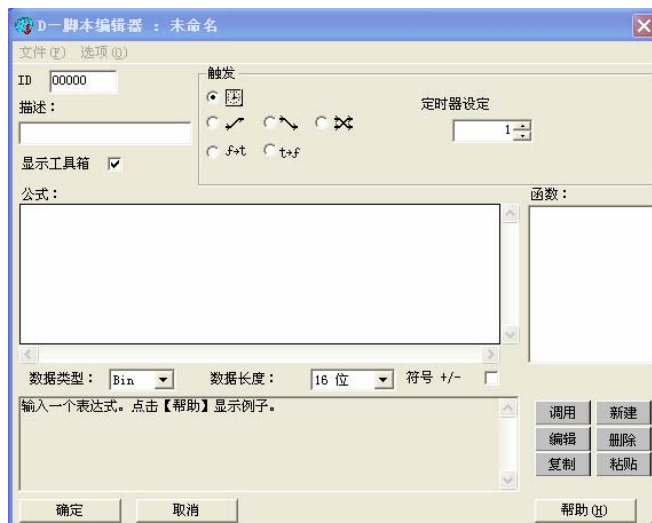 D-脚本编辑器 : 未命名
文件(F) 选项(O)
ID 00000
触发
描述:
定时器设定
1
f→t t→f
显示工具箱
公式:
函数:
数据类型: Bin 数据长度: 16 位 符号 +/-
输入一个表达式。点击【帮助】显示例子。
调用 新建
编辑 删除
复制 粘贴
确定 取消 帮助(H)